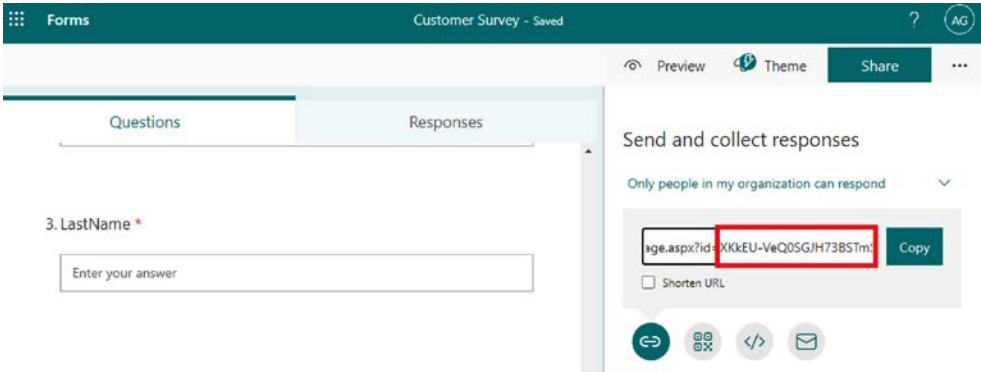 Forms
Customer Survey - Saved
?
AG
Preview
Theme
Share
...
Questions
Responses
3. LastName *
Enter your answer
Send and collect responses
Only people in my organization can respond
age.aspx?id=XKkEU-VeQ0SGJH73BSTm
Copy
Shorten URL
</>